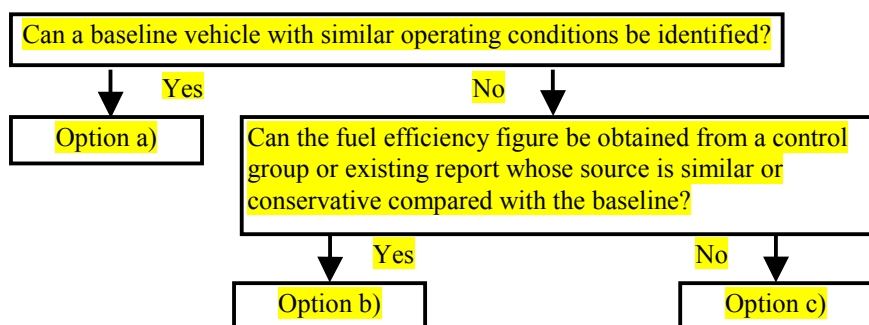 Can a baseline vehicle with similar operating conditions be identified?
Yes
No
Option a)
Can the fuel efficiency figure be obtained from a control
group or existing report whose source is similar or
conservative compared with the baseline?
Yes
No
Option b)
Option c)